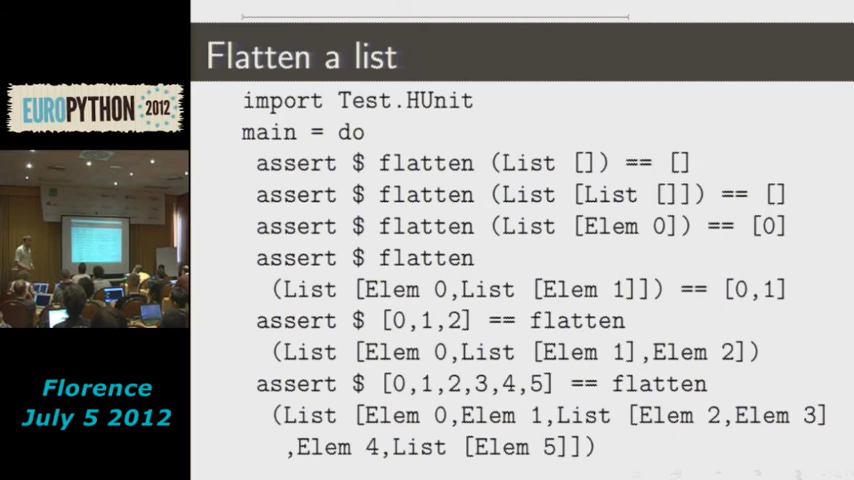 Flatten a list
EUROPYTHON 2012
import Test.HUnit
main = do
assert $ flatten (List []) == []
assert $ flatten (List [List []]) == []
assert $ flatten (List [Elem 0]) == [0]
assert $ flatten
(List [Elem 0,List [Elem 1]]) == [0,1]
assert $ [0,1,2] == flatten
(List [Elem 0,List [Elem 1],Elem 2])
assert $ [0,1,2,3,4,5] == flatten
(List [Elem 0,Elem 1,List [Elem 2,Elem 3]
,Elem 4,List [Elem 5]])
Florence
July 5 2012